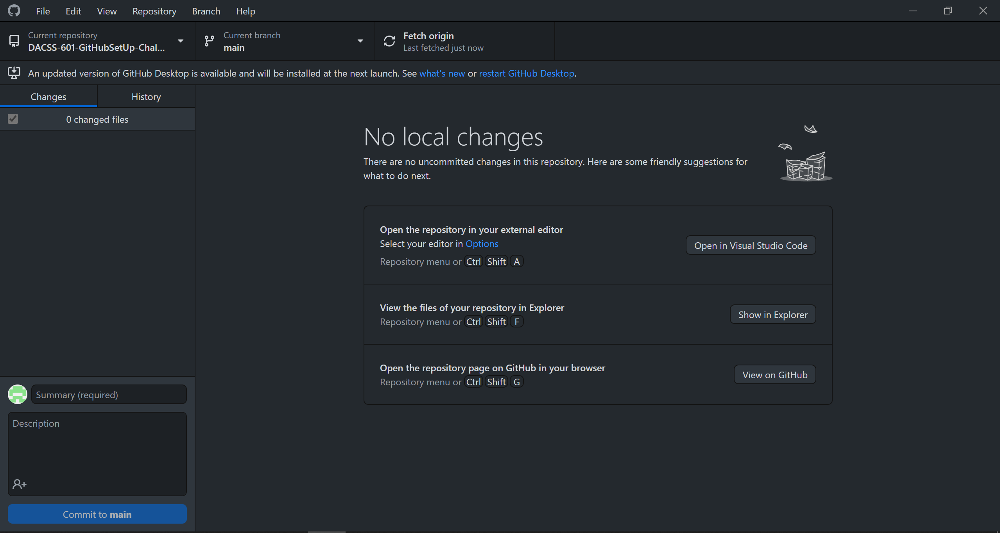 File Edit View Repository Branch Help
Current repository
DACSS-601-GitHubSetUp-Chal...
Current branch
main
Fetch origin
Last fetched just now
An updated version of GitHub Desktop is available and will be installed at the next launch. See what's new or restart GitHub Desktop.
Changes History
0 changed files
No local changes
There are no uncommitted changes in this repository. Here are some friendly suggestions for
what to do next.
Open the repository in your external editor
Select your editor in Options
Repository menu or Ctrl Shift A
Open in Visual Studio Code
View the files of your repository in Explorer
Repository menu or Ctrl Shift F
Show in Explorer
Open the repository page on GitHub in your browser
Repository menu or Ctrl Shift G
View on GitHub
Summary (required)
Description
Commit to main